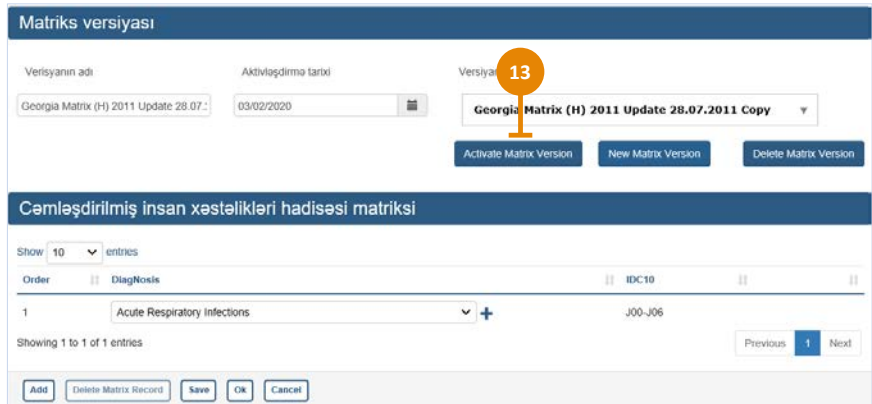 Matriks versiyası
Verisyanın adı Aktivləşdirmə tarixi
13
Georgia Matrix (H) 2011 Update 28.07.: 03/02/2020 Georgia Matrix (H) 2011 Update 28.07.2011 Copy
Activate Matrix Version New Matrix Version Delete Matrix Version
Cəmləşdirilmiş insan xəstəlikləri hadisəsi matriksi
Show 10 entries
Order DiagNosis IDC10
1 Acute Respiratory Infections J00-J06
Showing 1 to 1 of 1 entries Previous 1 Next
Add Delete Matrix Record Save Ok Cancel